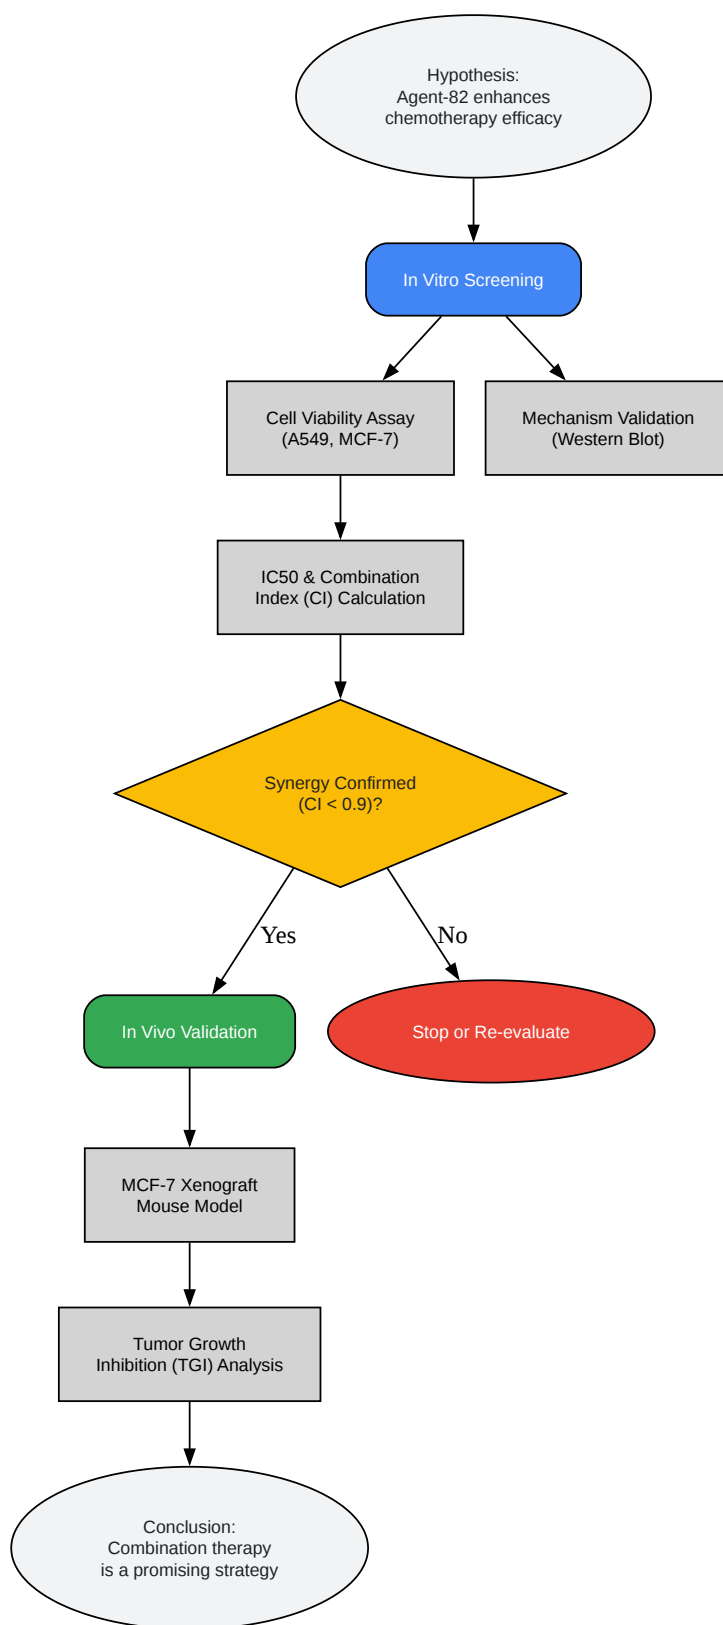 Hypothesis:
Agent-82 enhances
chemotherapy efficacy
In Vitro Screening
Cell Viability Assay
(A549, MCF-7)
Mechanism Validation
(Western Blot)
IC50 & Combination
Index (CI) Calculation
Synergy Confirmed
(CI < 0.9)?
Yes
No
In Vivo Validation
Stop or Re-evaluate
MCF-7 Xenograft
Mouse Model
Tumor Growth
Inhibition (TGI) Analysis
Conclusion:
Combination therapy
is a promising strategy